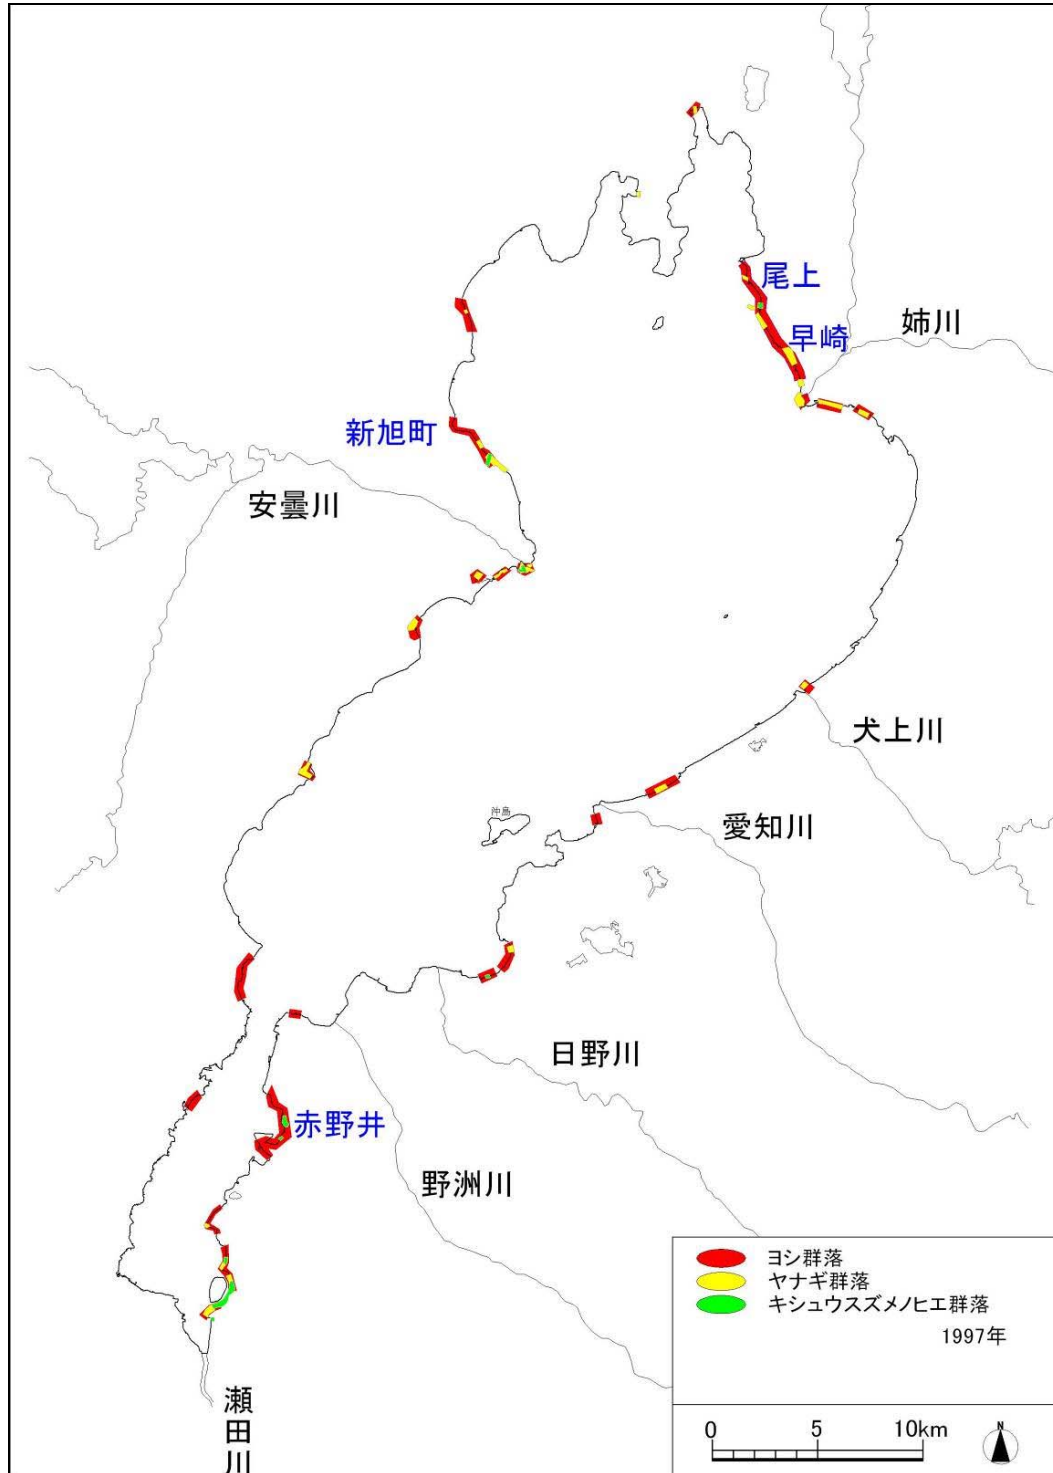 尾上
姉川
早崎
新旭町
安曇川
犬上川
沖島
愛知川
日野川
赤野井
野洲川
ヨシ群落
ヤナギ群落
キシュウスズメノヒエ群落
1997年
瀬田川
0 5 10km
N